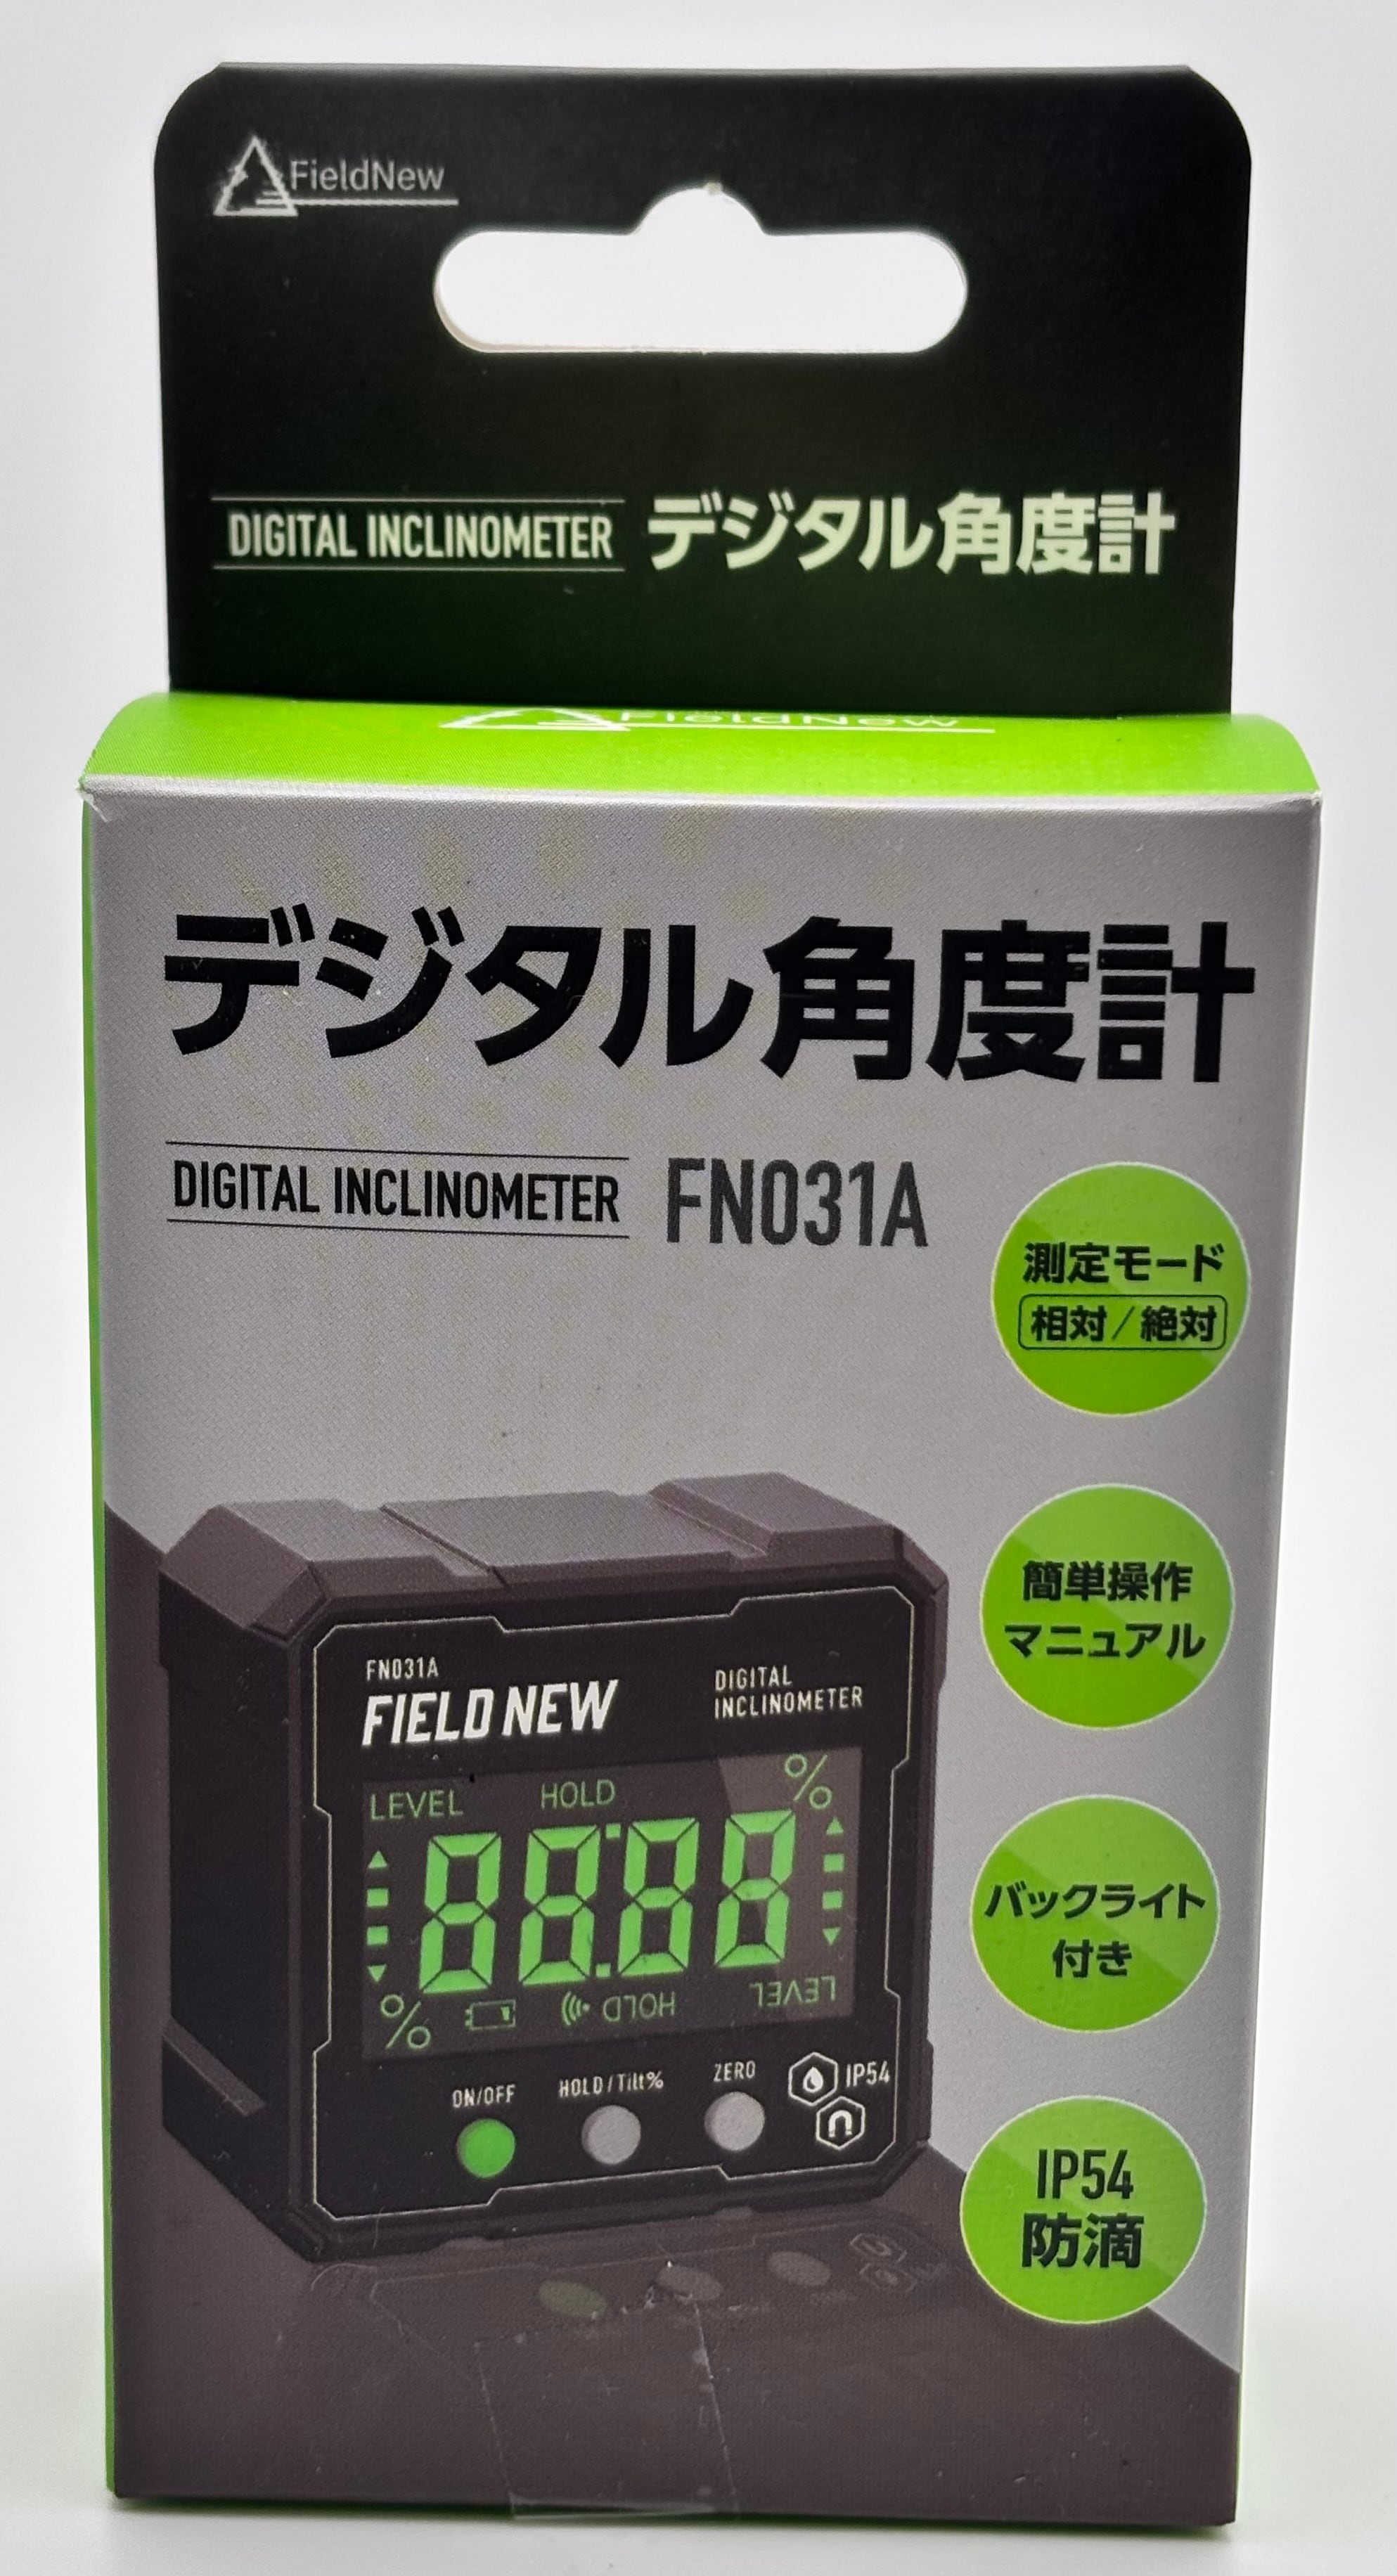 FieldNew
DIGITAL INCLINOMETER デジタル角度計
FieldNew
デジタル角度計
DIGITAL INCLINOMETER FN031A
測定モード
相対/絶対
簡単操作
マニュアル
バックライト
付き
IP54
防滴
FN031A
FIELD NEW
DIGITAL
INCLINOMETER
LEVEL HOLD %
88.88
% HOLD LEVEL
ON/OFF HOLD/Tilt% ZERO IP54